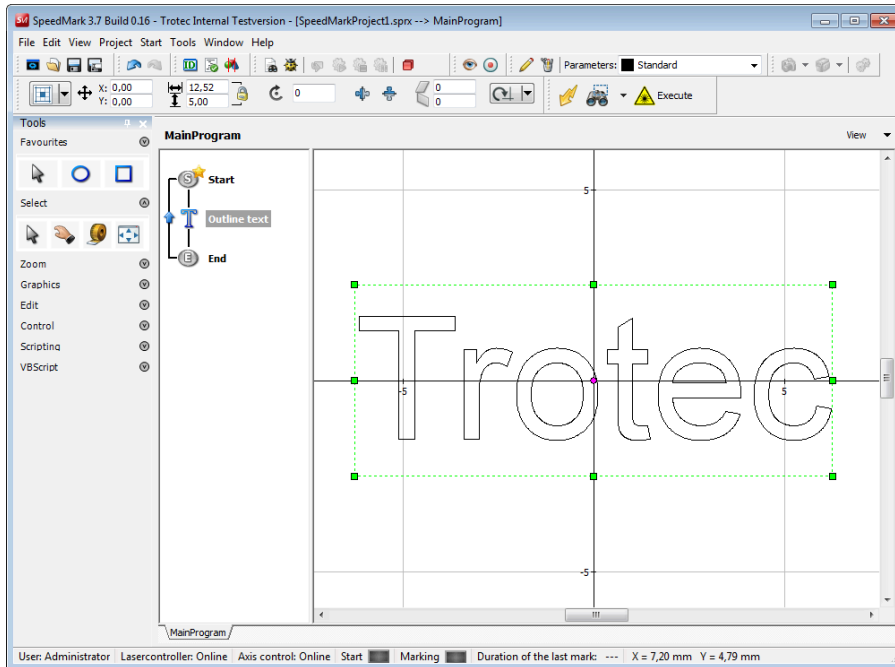 SpeedMark 3.7 Build 0.16 - Trotec Internal Testversion - [SpeedMarkProject1.sprx --> MainProgram]
File Edit View Project Start Tools Window Help
ID
Parameters: Standard
X: 0,00
Y: 0,00
12,52
5,00
0
0
0
Execute
Tools
Favourites
Select
Zoom
Graphics
Edit
Control
Scripting
VBScript
MainProgram
View
S Start
T Outline text
E End
5
-5
5
-5
Trotec
MainProgram
User: Administrator Lasercontroller: Online Axis control: Online Start Marking Duration of the last mark: --- X = 7,20 mm Y = 4,79 mm